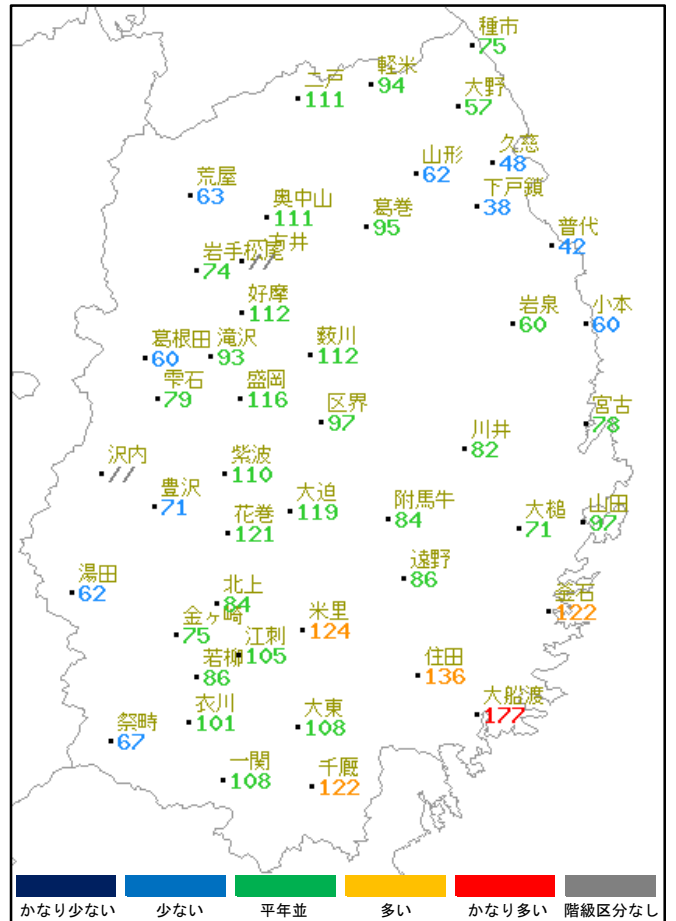 種市
75
軽米
94
二戸
111
大野
57
久慈
48
山形
62
荒屋
63
下戸鎖
38
奥中山
111
葛巻
95
普代
42
一方井
//
岩手松尾
74
好摩
112
岩泉
60
小本
60
葛根田
60
滝沢
93
薮川
112
雫石
79
盛岡
116
区界
97
宮古
78
川井
82
沢内
//
紫波
110
豊沢
71
大迫
119
花巻
121
附馬牛
84
大槌
71
山田
97
湯田
62
遠野
86
北上
84
釜石
122
金ヶ崎
75
米里
124
江刺
105
若柳
86
住田
136
大船渡
177
衣川
101
大東
108
祭畤
67
一関
108
千厩
122
かなり少ない 少ない 平年並 多い かなり多い 階級区分なし